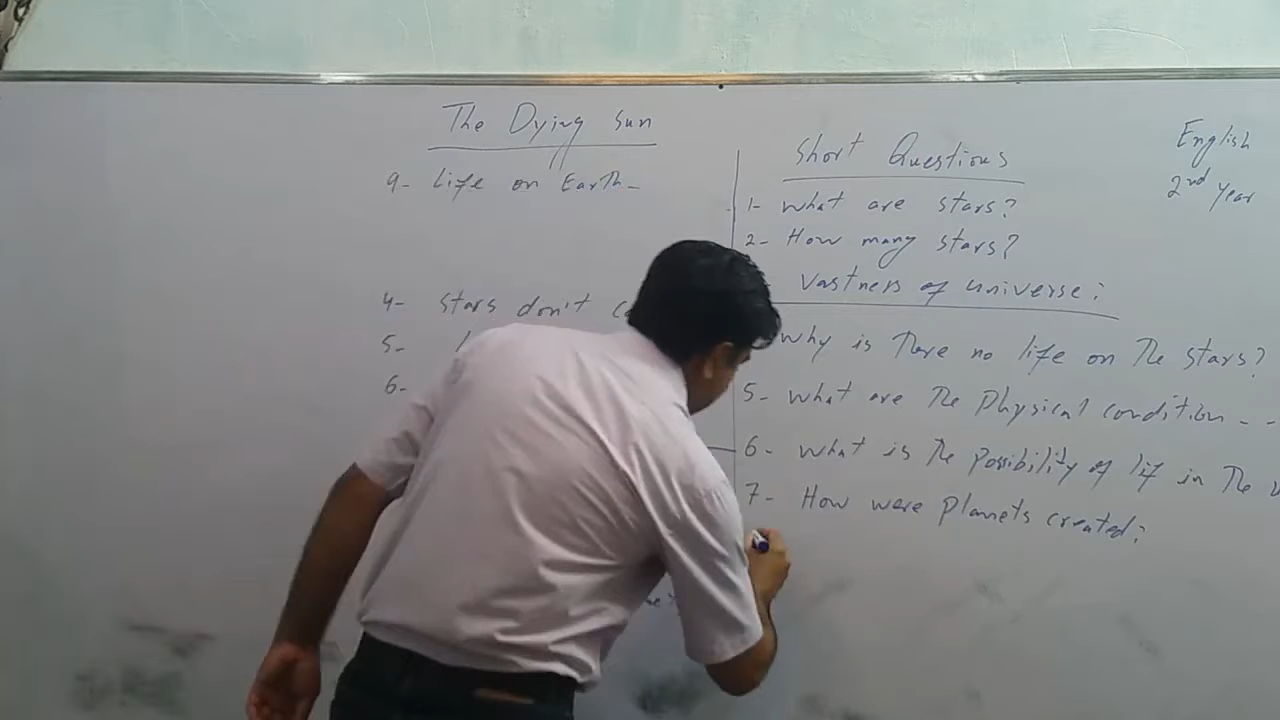 The Dying Sun
9- Life on Earth-
4- Stars don't
5-
6-
Short Questions
1- what are stars?
2- How many stars?
Vastness of universe:
why is There no life on The stars?
5- what are The Physical condition - -
6- what is The possibility of lif in The
7- How were Planets created:
English
2nd Year